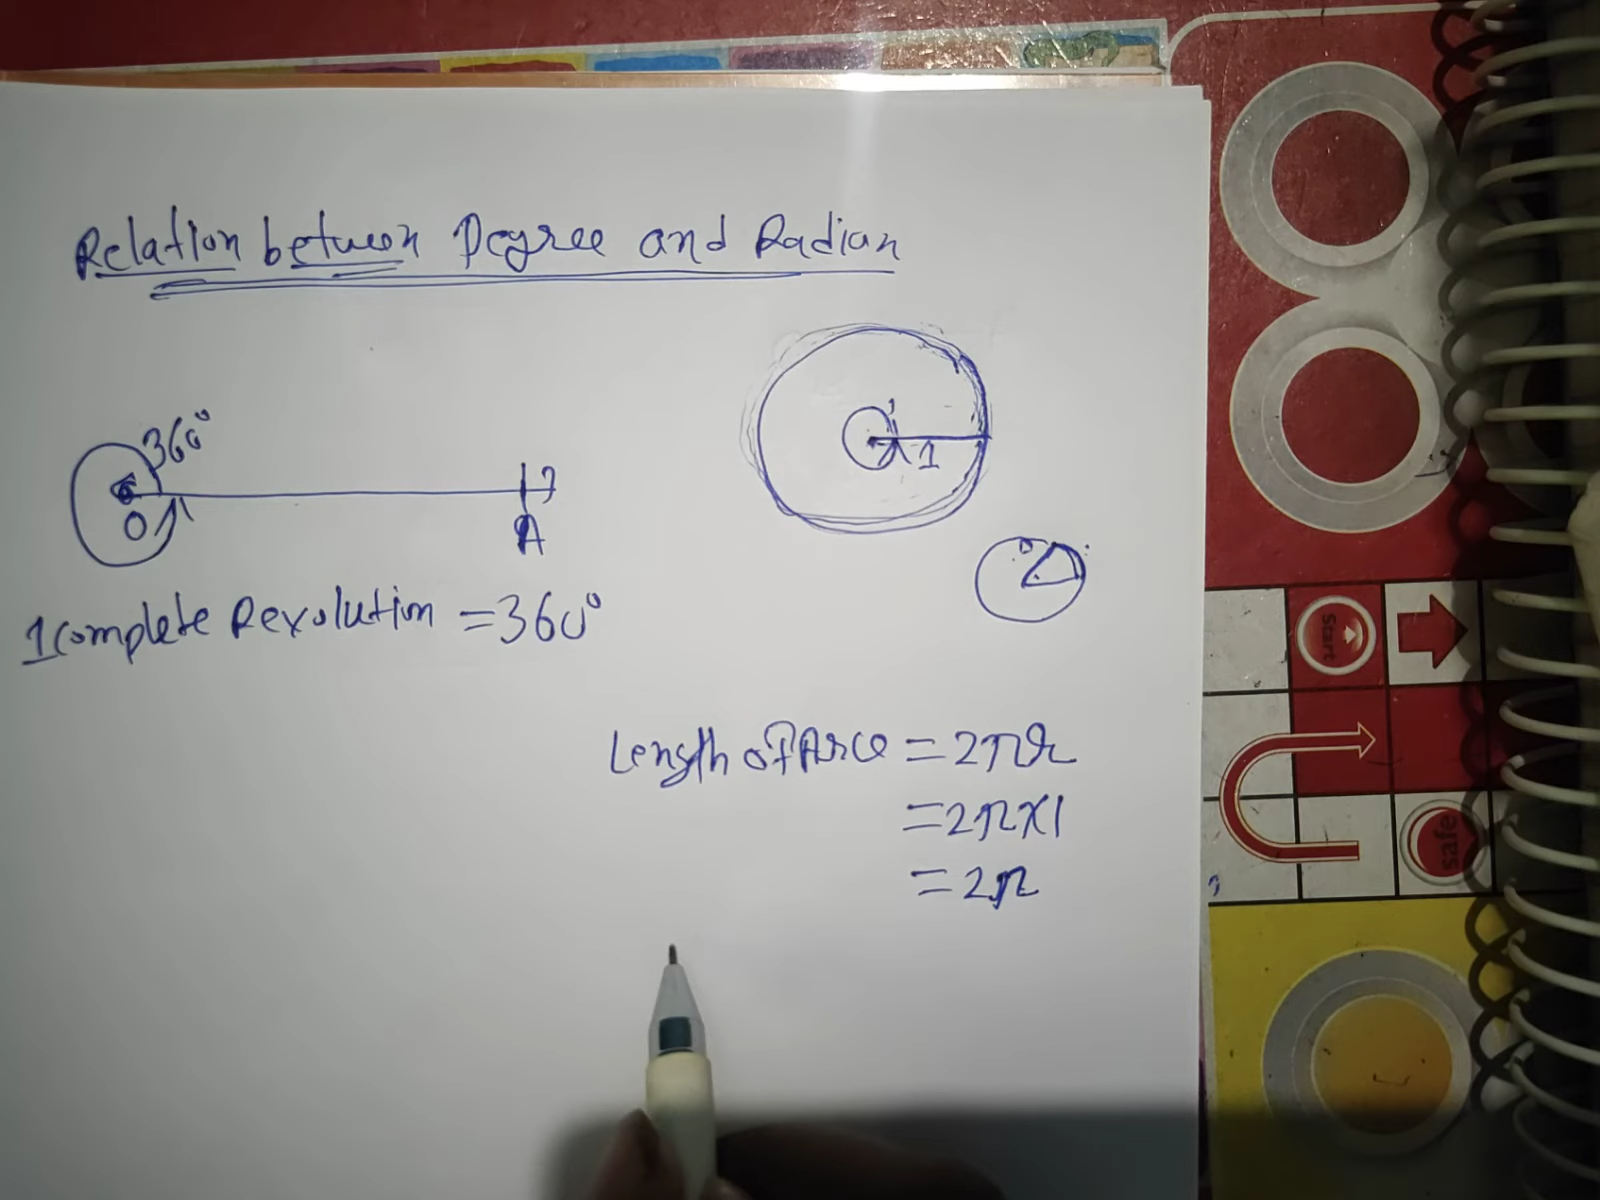 Relation between Degree and Radian
360°
O
A
1
1 Complete Revolution = 360°
Length of Arc = 2πr
= 2π×1
= 2π
Start
safe